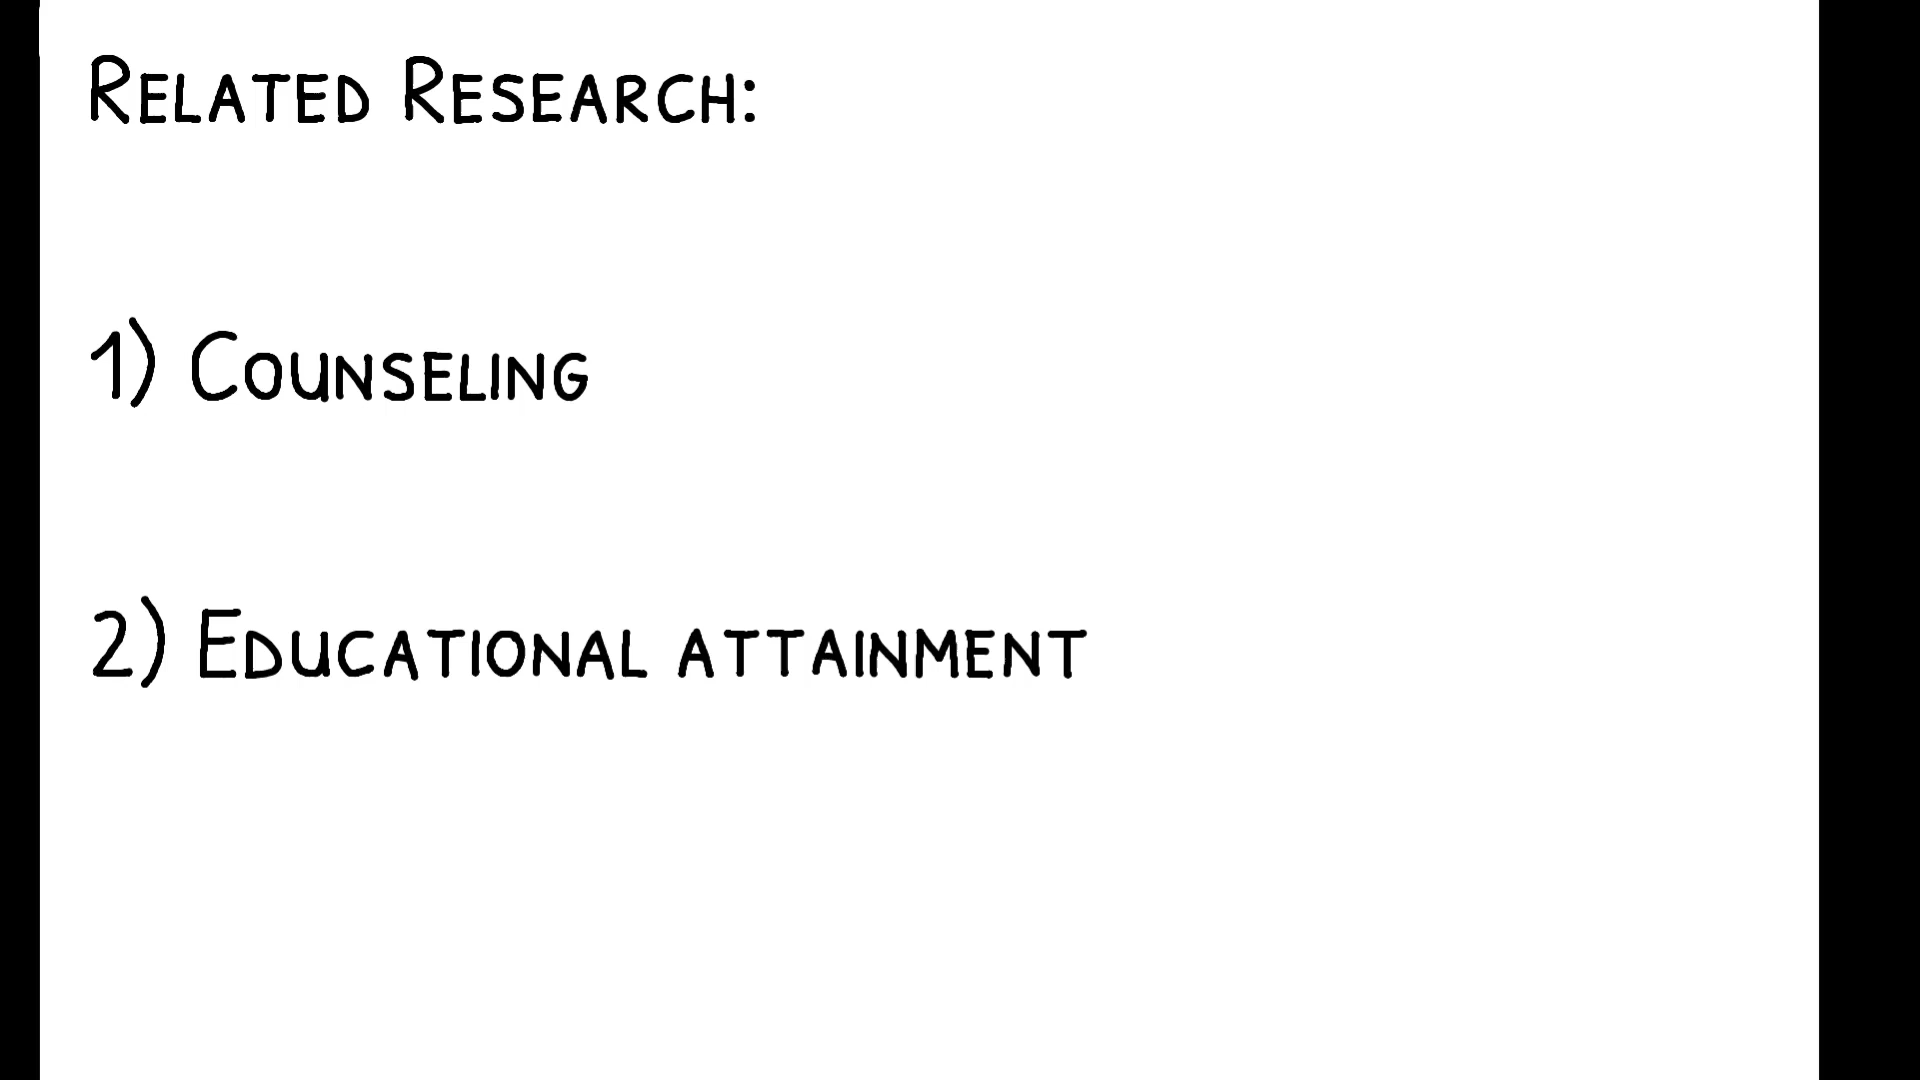 Related Research:
1) Counseling
2) Educational attainment